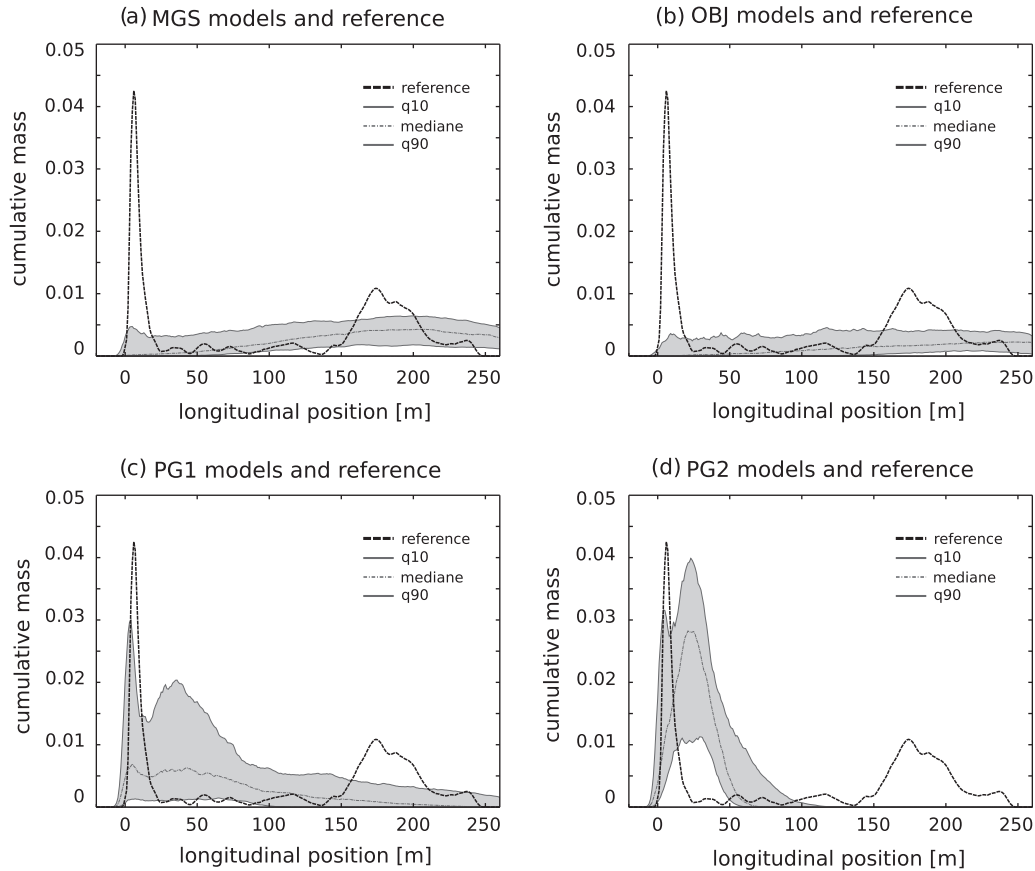 (a) MGS models and reference
0.05
0.04
0.03
0.02
0.01
0
cumulative mass
reference
q10
mediane
q90
0 50 100 150 200 250
longitudinal position [m]
(b) OBJ models and reference
0.05
0.04
0.03
0.02
0.01
0
cumulative mass
reference
q10
mediane
q90
0 50 100 150 200 250
longitudinal position [m]
(c) PG1 models and reference
0.05
0.04
0.03
0.02
0.01
0
cumulative mass
reference
q10
mediane
q90
0 50 100 150 200 250
longitudinal position [m]
(d) PG2 models and reference
0.05
0.04
0.03
0.02
0.01
0
cumulative mass
reference
q10
mediane
q90
0 50 100 150 200 250
longitudinal position [m]